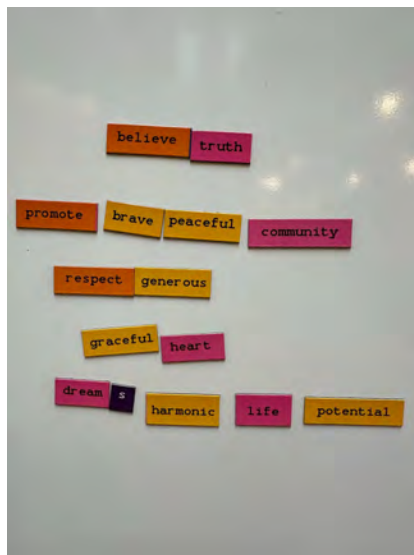 believe truth
promote brave peaceful community
respect generous
graceful heart
dream s harmonic life potential